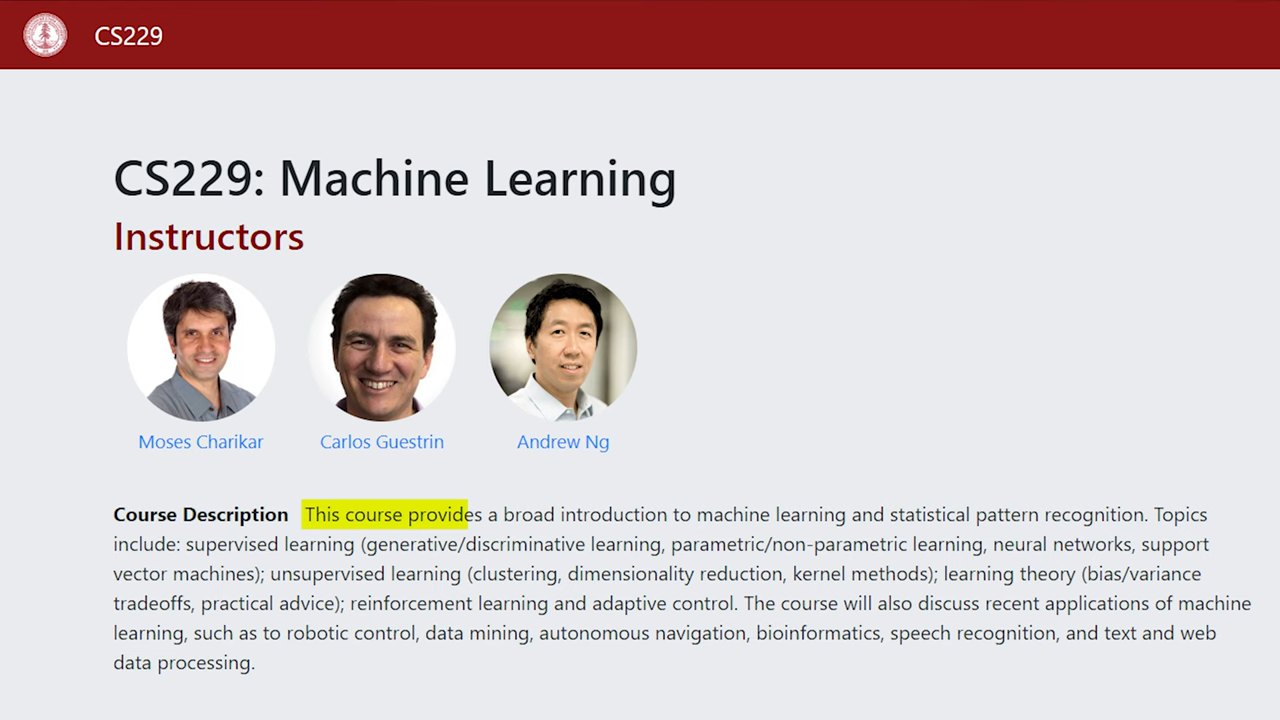 CS229
CS229: Machine Learning
Instructors
Moses Charikar
Carlos Guestrin
Andrew Ng
Course Description This course provides a broad introduction to machine learning and statistical pattern recognition. Topics
include: supervised learning (generative/discriminative learning, parametric/non-parametric learning, neural networks, support
vector machines); unsupervised learning (clustering, dimensionality reduction, kernel methods); learning theory (bias/variance
tradeoffs, practical advice); reinforcement learning and adaptive control. The course will also discuss recent applications of machine
learning, such as to robotic control, data mining, autonomous navigation, bioinformatics, speech recognition, and text and web
data processing.